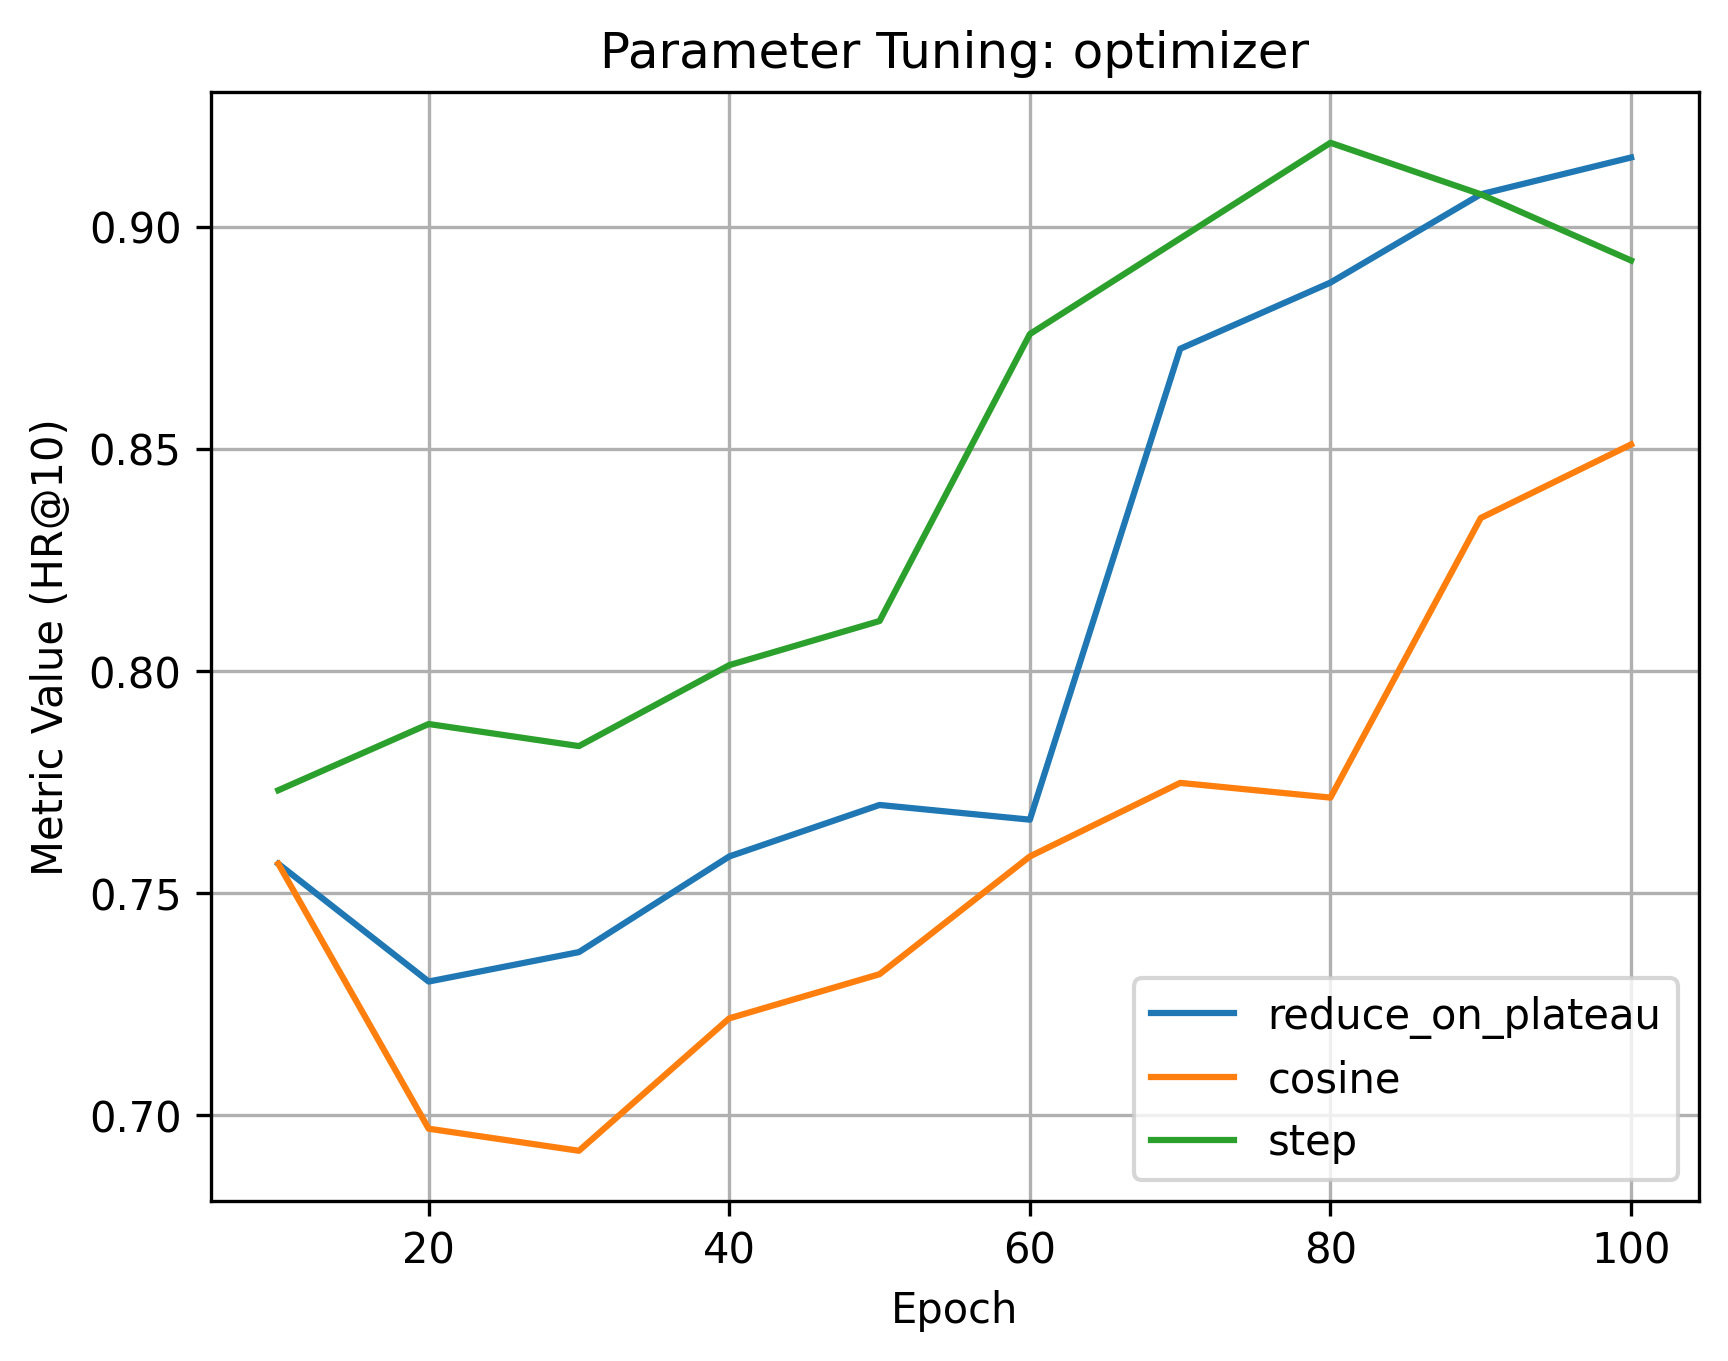 Parameter Tuning: optimizer
Metric Value (HR@10)
0.90
0.85
0.80
0.75
0.70
reduce_on_plateau
cosine
step
20 40 60 80 100
Epoch